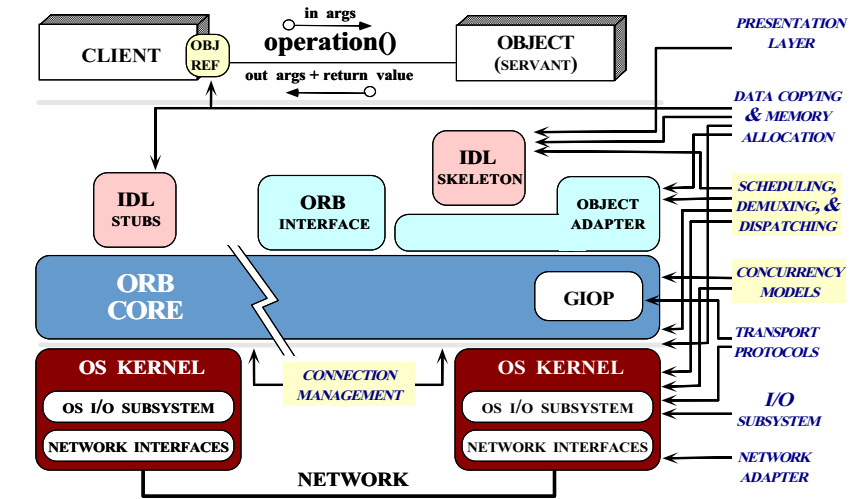 in args
CLIENT
OBJ
REF
operation()
out args + return value
OBJECT
(SERVANT)
PRESENTATION
LAYER
DATA COPYING
& MEMORY
ALLOCATION
IDL
SKELETON
IDL
STUBS
ORB
INTERFACE
OBJECT
ADAPTER
SCHEDULING,
DEMUXING, &
DISPATCHING
ORB
CORE
GIOP
CONCURRENCY
MODELS
TRANSPORT
PROTOCOLS
OS KERNEL
OS I/O SUBSYSTEM
NETWORK INTERFACES
CONNECTION
MANAGEMENT
OS KERNEL
OS I/O SUBSYSTEM
NETWORK INTERFACES
I/O
SUBSYSTEM
NETWORK
ADAPTER
NETWORK